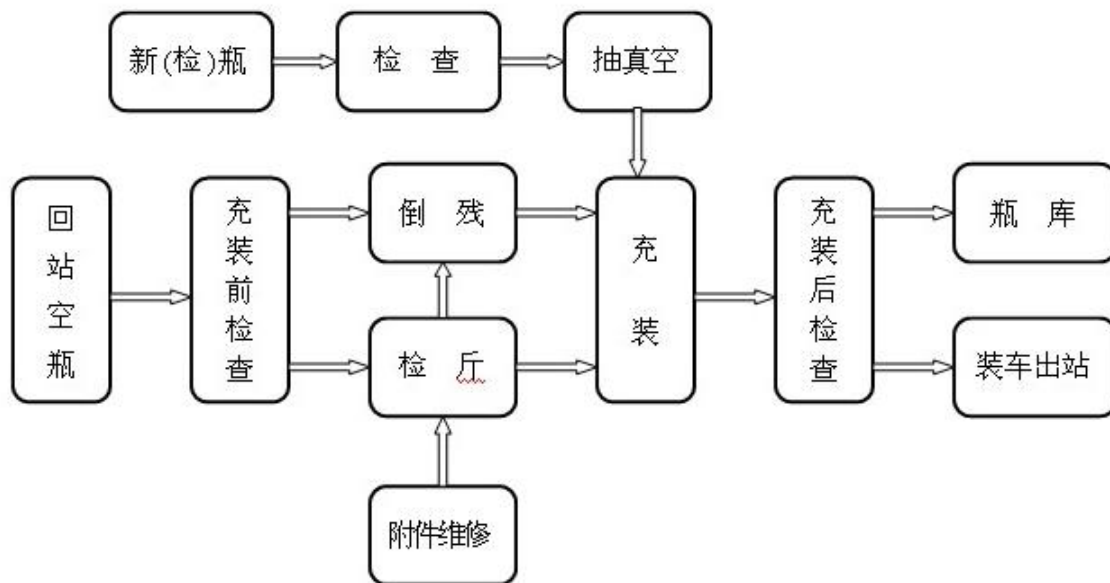 新(检)瓶
检 查
抽真空
回站空瓶
充装前检查
倒 残
检 斤
附件维修
充装
充装后检查
瓶 库
装车出站